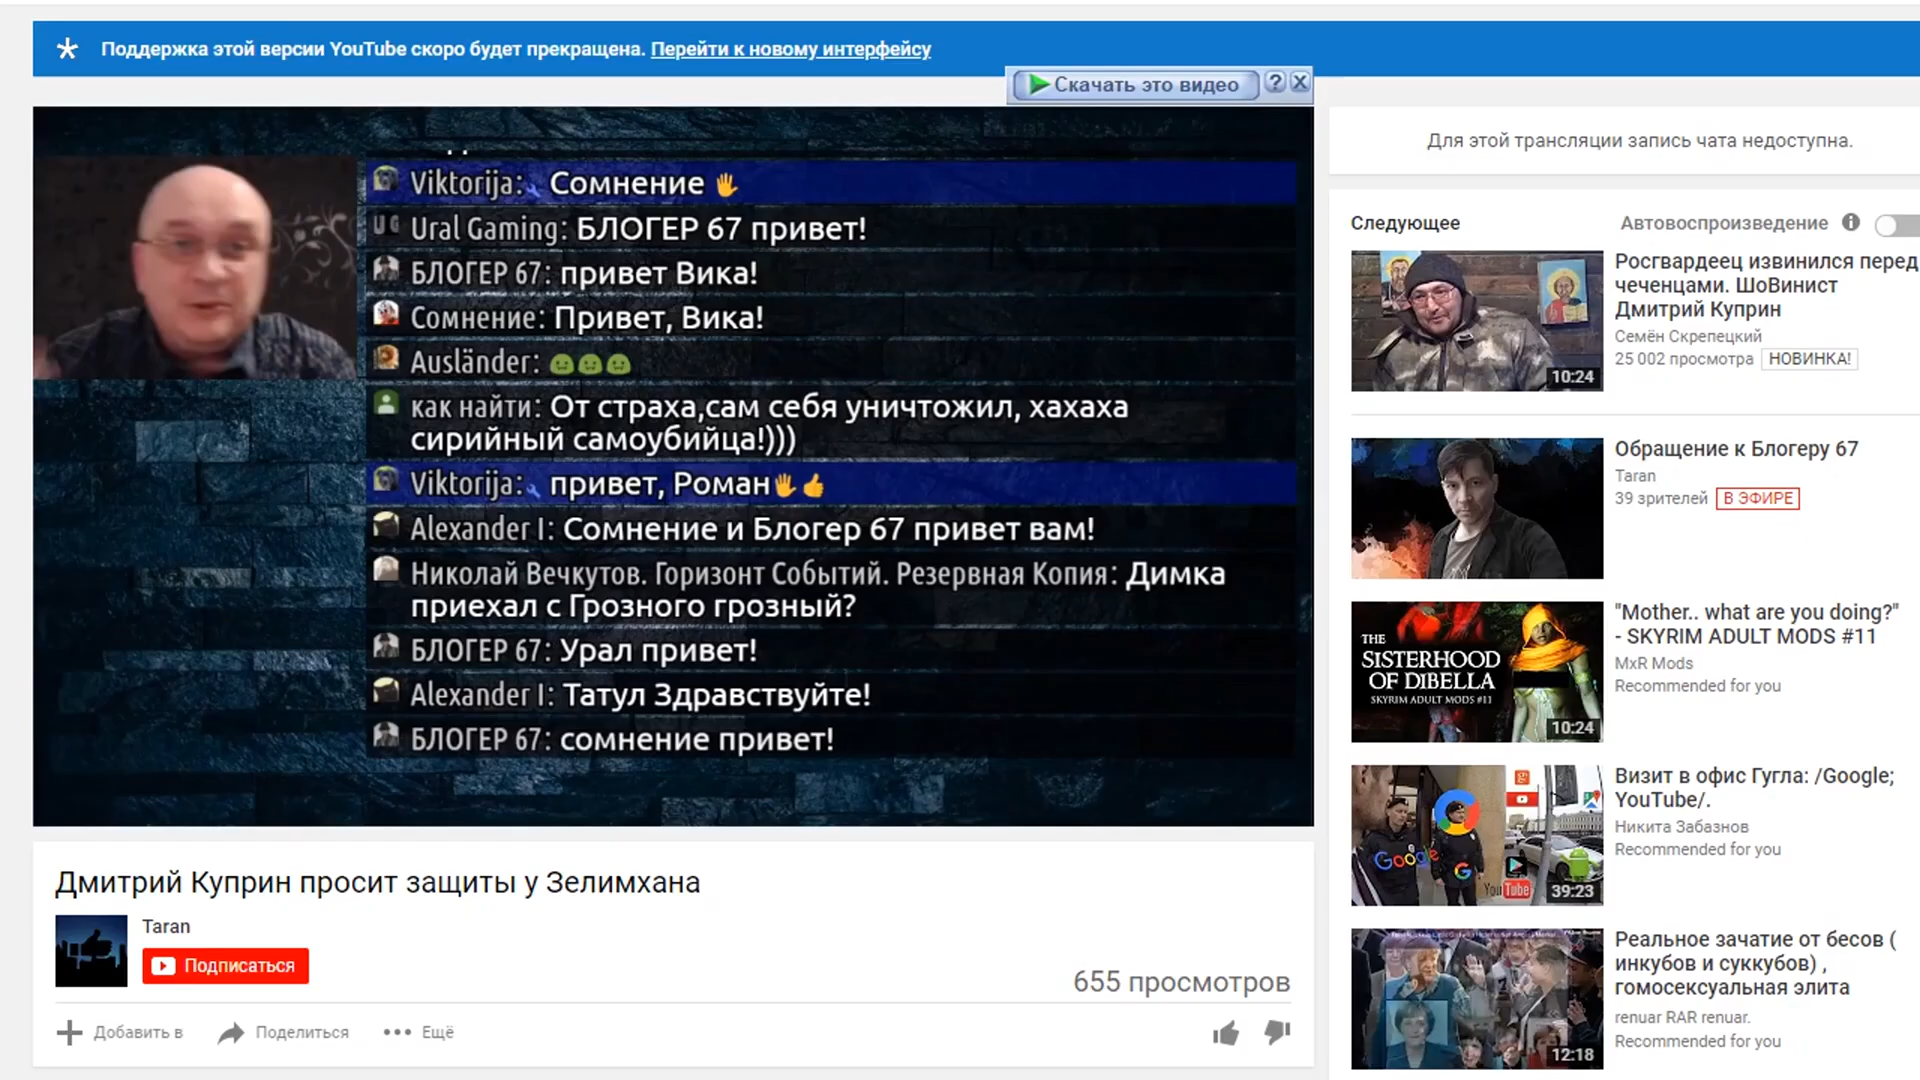 Поддержка этой версии YouTube скоро будет прекращена. Перейти к новому интерфейсу
Скачать это видео ? X
Viktorija: Сомнение
Ural Gaming: БЛОГЕР 67 привет!
БЛОГЕР 67: привет Вика!
Сомнение: Привет, Вика!
Ausländer:
как найти: От страха,сам себя уничтожил, хахаха
сирийный самоубийца!)))
Viktorija: привет, Роман
Alexander I: Сомнение и Блогер 67 привет вам!
Николай Вечкутов. Горизонт Событий. Резервная Копия: Димка
приехал с Грозного грозный?
БЛОГЕР 67: Урал привет!
Alexander I: Татул Здравствуйте!
БЛОГЕР 67: сомнение привет!
Дмитрий Куприн просит защиты у Зелимхана
Taran
Подписаться
655 просмотров
Добавить в
Поделиться
Ещё
Для этой трансляции запись чата недоступна.
Следующее
Автовоспроизведение
Росгвардеец извинился перед
чеченцами. ШоВинист
Дмитрий Куприн
Семён Скрепецкий
25 002 просмотра НОВИНКА!
10:24
Обращение к Блогеру 67
Taran
39 зрителей В ЭФИРЕ
THE
SISTERHOOD
OF DIBELLA
SKYRIM ADULT MODS #11
10:24
"Mother.. what are you doing?"
- SKYRIM ADULT MODS #11
MxR Mods
Recommended for you
Google
G
YouTube
39:23
Визит в офис Гугла: /Google;
YouTube/.
Никита Забазнов
Recommended for you
12:18
Реальное зачатие от бесов (
инкубов и суккубов) ,
гомосексуальная элита
renuar RAR renuar.
Recommended for you